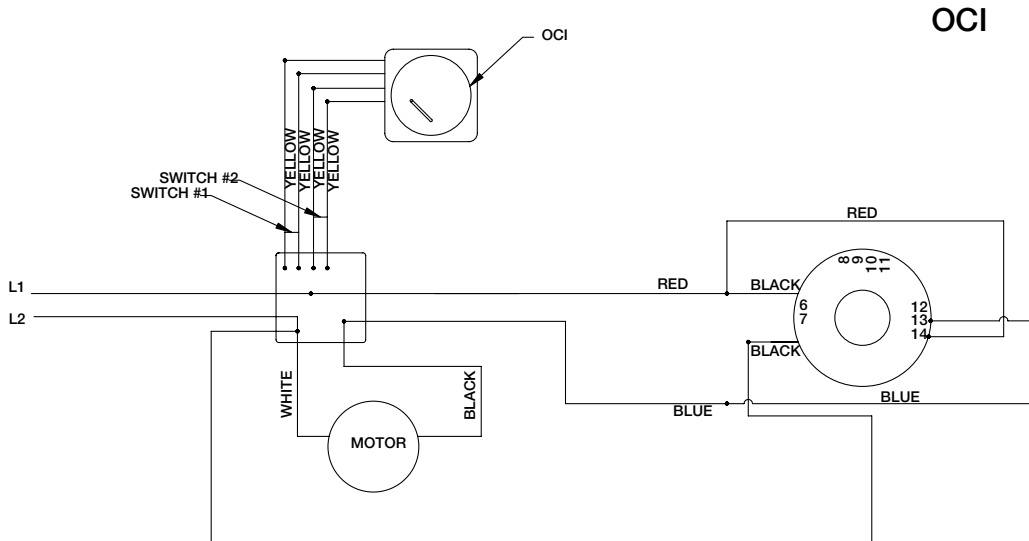 OCI
OCI
YELLOW
YELLOW
YELLOW
YELLOW
SWITCH #2
SWITCH #1
RED
8
9
10
11
L1
RED
BLACK
6
7
12
13
14
L2
BLACK
WHITE
BLACK
BLUE
BLUE
MOTOR